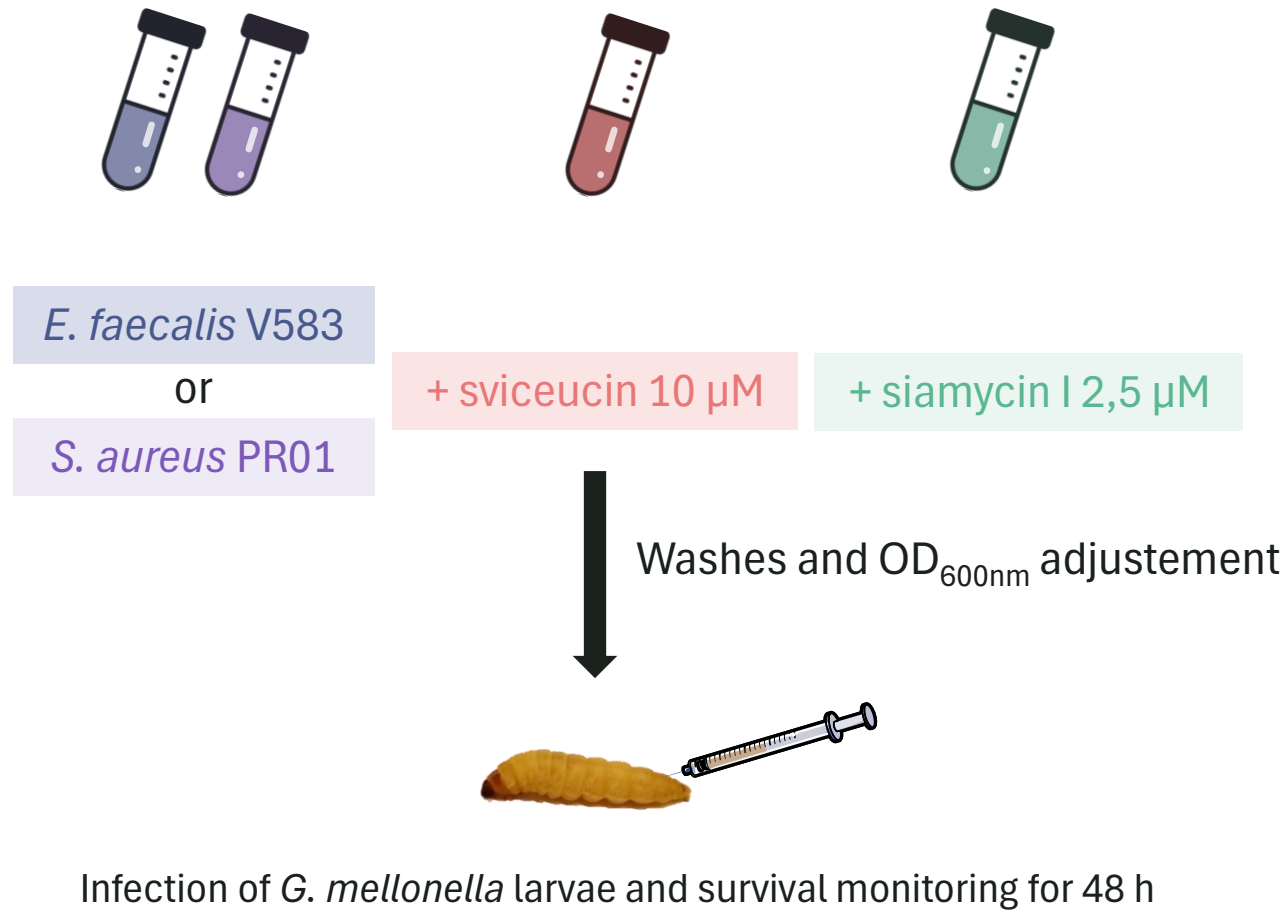 E. faecalis V583
or
S. aureus PR01
+ sviceucin 10 µM
+ siamycin I 2,5 µM
Washes and OD600nm adjustement
Infection of G. mellonella larvae and survival monitoring for 48 h